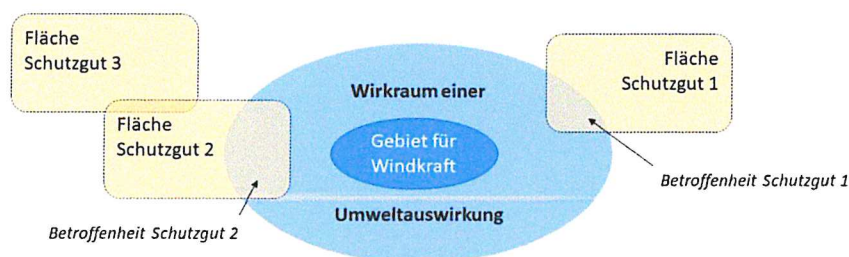 Fläche
Schutzgut 3
Fläche
Schutzgut 2
Betroffenheit Schutzgut 2
Wirkraum einer
Gebiet für
Windkraft
Umweltauswirkung
Fläche
Schutzgut 1
Betroffenheit Schutzgut 1